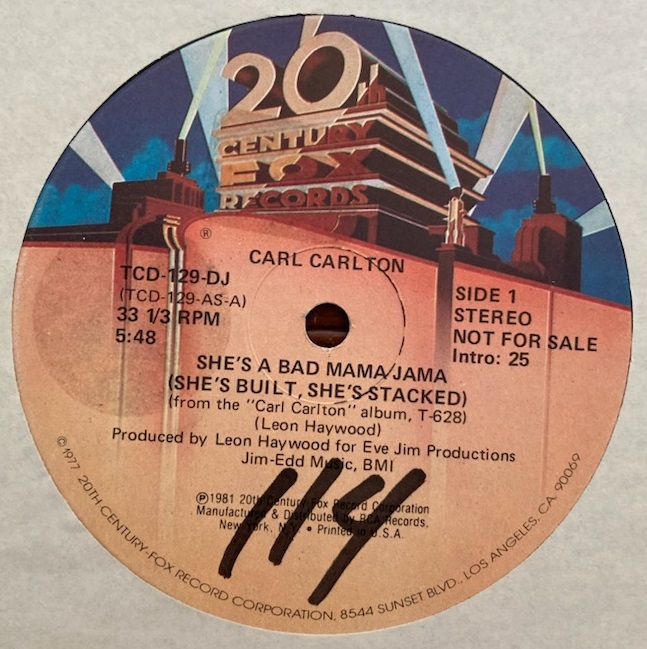 20th
CENTURY
FOX
RECORDS
®
CARL CARLTON
TCD-129-DJ
(TCD-129-AS-A)
33 1/3 RPM
5:48
SIDE 1
STEREO
NOT FOR SALE
Intro: 25
SHE'S A BAD MAMA JAMA
(SHE'S BUILT, SHE'S STACKED)
(from the "Carl Carlton" album, T-628)
(Leon Haywood)
Produced by Leon Haywood for Eve Jim Productions
Jim-Edd Music, BMI
℗1981 20th Century Fox Record Corporation
Manufactured & Distributed by RCA Records,
New York, N.Y. • Printed in U.S.A.
© 1977 20TH CENTURY-FOX RECORD CORPORATION, 8544 SUNSET BLVD., LOS ANGELES, CA. 90069